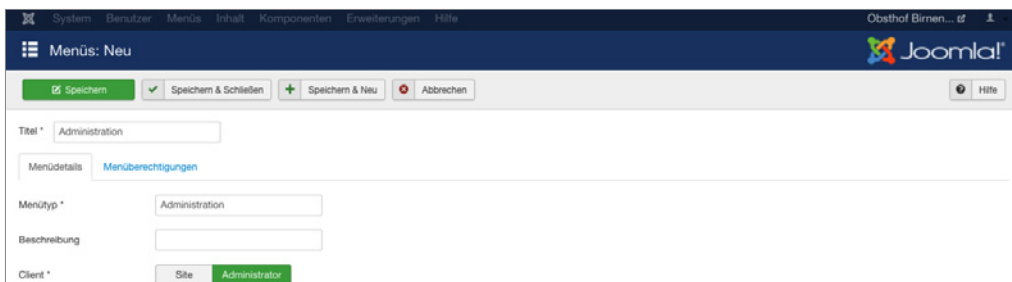 System Benutzer Menüs Inhalt Komponenten Erweiterungen Hilfe Obsthof Birnen...
Menüs: Neu Joomla!®
Speichern Speichern & Schließen Speichern & Neu Abbrechen Hilfe
Titel * Administration
Menüdetails Menüberechtigungen
Menütyp * Administration
Beschreibung
Client * Site Administrator